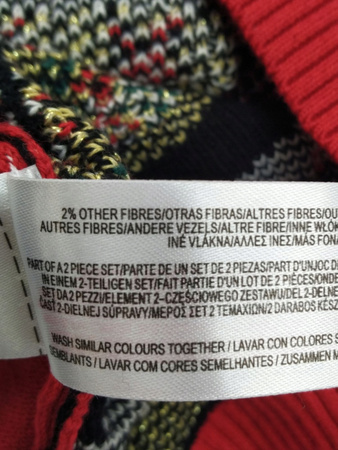 2% OTHER FIBRES/OTRAS FIBRAS/ALTRES FIBRES/OU
AUTRES FIBRES/ANDERE VEZELS/ALTRE FIBRE/INNE WŁÓK
INÉ VLÁKNA/ΑΛΛΕΣ ΙΝΕΣ/MÁS FON
PART OF A 2 PIECE SET/PARTE DE UN SET DE 2 PIEZAS/PART D'UN JOC D
IN EINEM 2-TEILIGEN SET/FAIT PARTIE D'UN LOT DE 2 PIÈCES/ONDE
SET DA 2 PEZZI/ELEMENT 2-CZĘŚCIOWEGO ZESTAWU/DEL 2-DELNE
ČASŤ 2-DIELNEJ SÚPRAVY/ΜΕΡΟΣ ΣΕΤ 2 ΤΕΜΑΧΙΩΝ/2 DARABOS KÉSZ
WASH SIMILAR COLOURS TOGETHER / LAVAR CON COLORES S
SEMBLANTS / LAVAR COM CORES SEMELHANTES / ZUSAMMEN M